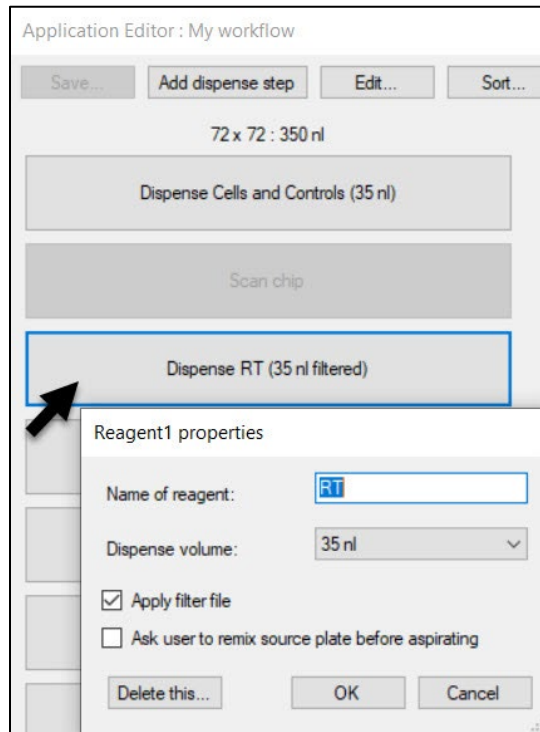 Application Editor : My workflow
Save... Add dispense step Edit... Sort...
72 x 72 : 350 nl
Dispense Cells and Controls (35 nl)
Scan chip
Dispense RT (35 nl filtered)
Reagent1 properties
Name of reagent: RT
Dispense volume: 35 nl
Apply filter file
Ask user to remix source plate before aspirating
Delete this... OK Cancel